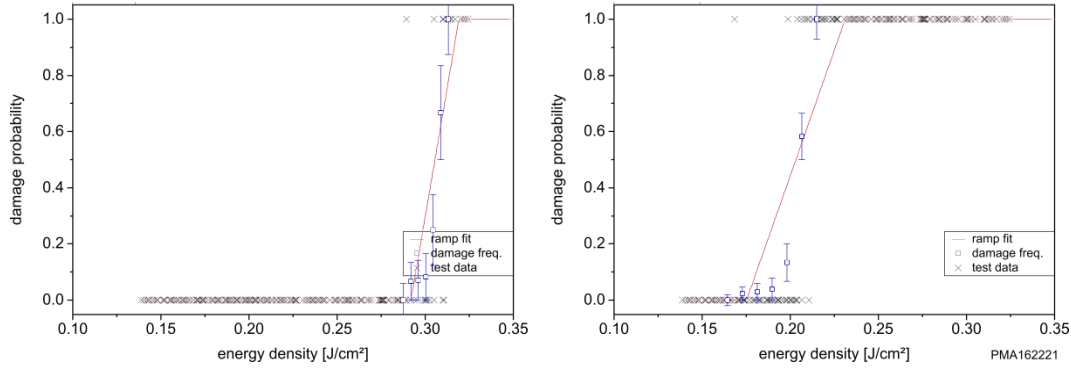 1.0
0.8
0.6
0.4
0.2
0.0
damage probability
ramp fit
damage freq.
test data
0.10
0.15
0.20
0.25
0.30
0.35
energy density [J/cm²]
1.0
0.8
0.6
0.4
0.2
0.0
damage probability
ramp fit
damage freq.
test data
0.10
0.15
0.20
0.25
0.30
0.35
energy density [J/cm²]
PMA162221